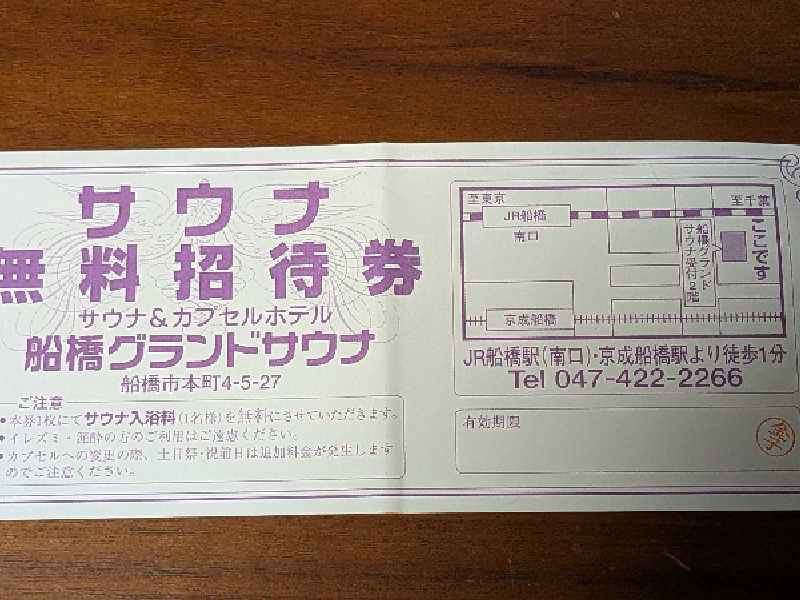 サウナ
無料招待券
サウナ&カプセルホテル
船橋グランドサウナ
船橋市本町4-5-27
ご注意
・本券1枚にてサウナ入浴料(1名様)を無料にさせていただきます。
・イレズミ・泥酔の方のご利用はご遠慮ください。
・カプセルへの変更の際、土日祭・祝前日は追加料金が発生します
のでご注意ください。
至東京
至千葉
JR船橋
南口
船橋グランド
サウナ受付2階
ここです
京成船橋
JR船橋駅(南口)・京成船橋駅より徒歩1分
Tel 047-422-2266
有効期限
金子